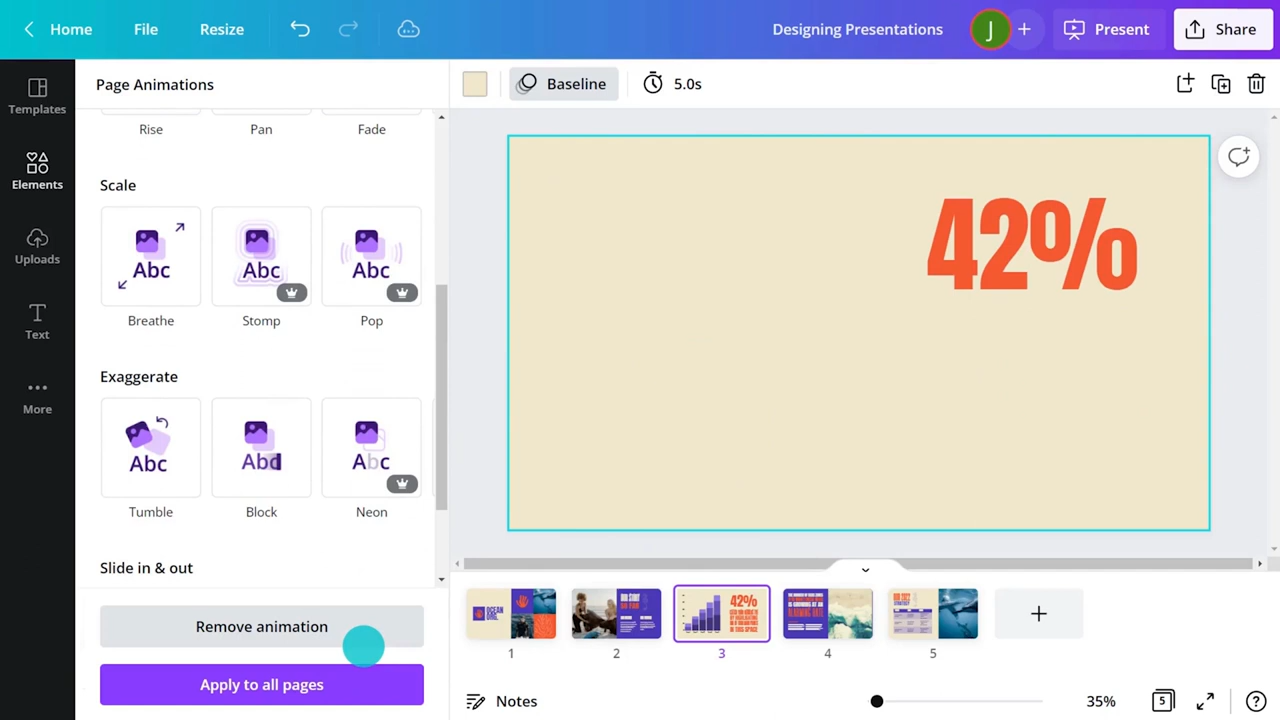 Home
File
Resize
Designing Presentations
J
Present
Share
Templates
Elements
Uploads
Text
More
Page Animations
Rise
Pan
Fade
Scale
Abc
Abc
Abc
Breathe
Stomp
Pop
Exaggerate
Abc
Abc
Abc
Tumble
Block
Neon
Slide in & out
Remove animation
Apply to all pages
Baseline
5.0s
42%
42%
1
2
3
4
5
Notes
35%
5
?